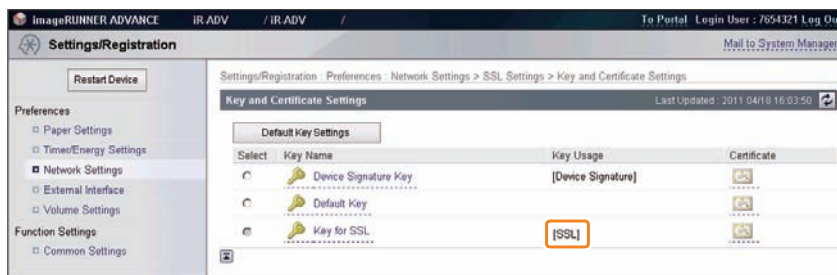 imageRUNNER ADVANCE iR-ADV / iR-ADV / To Portal Login User : 7654321 Log Ou
Settings/Registration Mail to System Manager
Restart Device
Settings/Registration : Preferences : Network Settings > SSL Settings > Key and Certificate Settings
Key and Certificate Settings Last Updated : 2011 04/18 16:03:50
Preferences
Paper Settings
Timer/Energy Settings
Network Settings
External Interface
Volume Settings
Function Settings
Common Settings
Default Key Settings
Select Key Name Key Usage Certificate
Device Signature Key [Device Signature]
Default Key
Key for SSL [SSL]